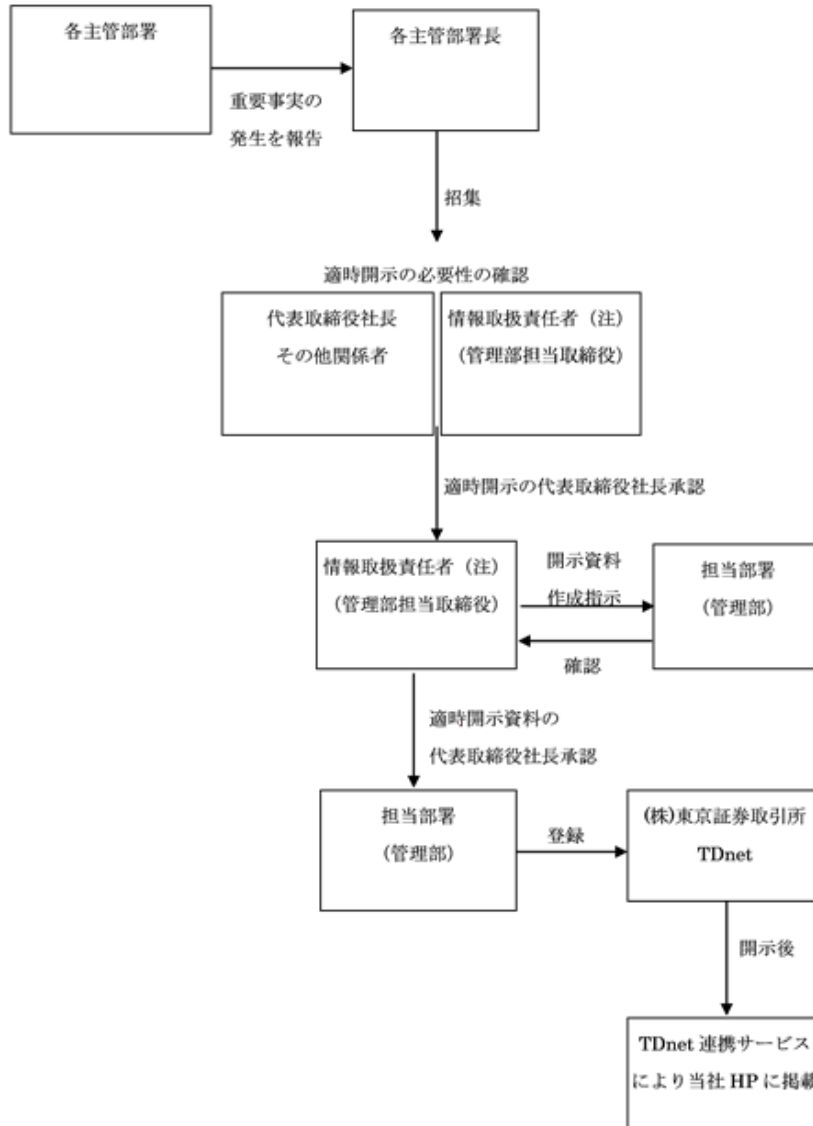 各主管部署
各主管部署長
重要事実の
発生を報告
招集
適時開示の必要性の確認
代表取締役社長
その他関係者
情報取扱責任者（注）
（管理部担当取締役）
適時開示の代表取締役社長承認
情報取扱責任者（注）
（管理部担当取締役）
開示資料
作成指示
担当部署
（管理部）
確認
適時開示資料の
代表取締役社長承認
担当部署
（管理部）
登録
(株)東京証券取引所
TDnet
開示後
TDnet 連携サービス
により当社 HP に掲載